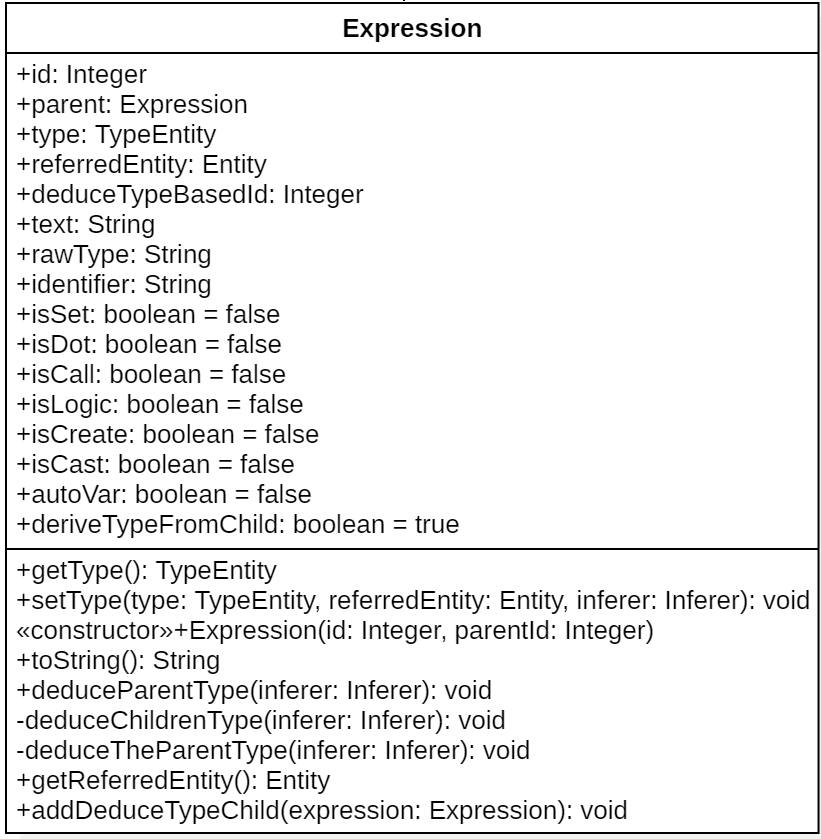 Expression
+id: Integer
+parent: Expression
+type: TypeEntity
+referredEntity: Entity
+deduceTypeBasedId: Integer
+text: String
+rawType: String
+identifier: String
+isSet: boolean = false
+isDot: boolean = false
+isCall: boolean = false
+isLogic: boolean = false
+isCreate: boolean = false
+isCast: boolean = false
+autoVar: boolean = false
+deriveTypeFromChild: boolean = true
+getType(): TypeEntity
+setType(type: TypeEntity, referredEntity: Entity, inferer: Inferer): void
«constructor»+Expression(id: Integer, parentId: Integer)
+toString(): String
+deduceParentType(inferer: Inferer): void
-deduceChildrenType(inferer: Inferer): void
-deduceTheParentType(inferer: Inferer): void
+getReferredEntity(): Entity
+addDeduceTypeChild(expression: Expression): void